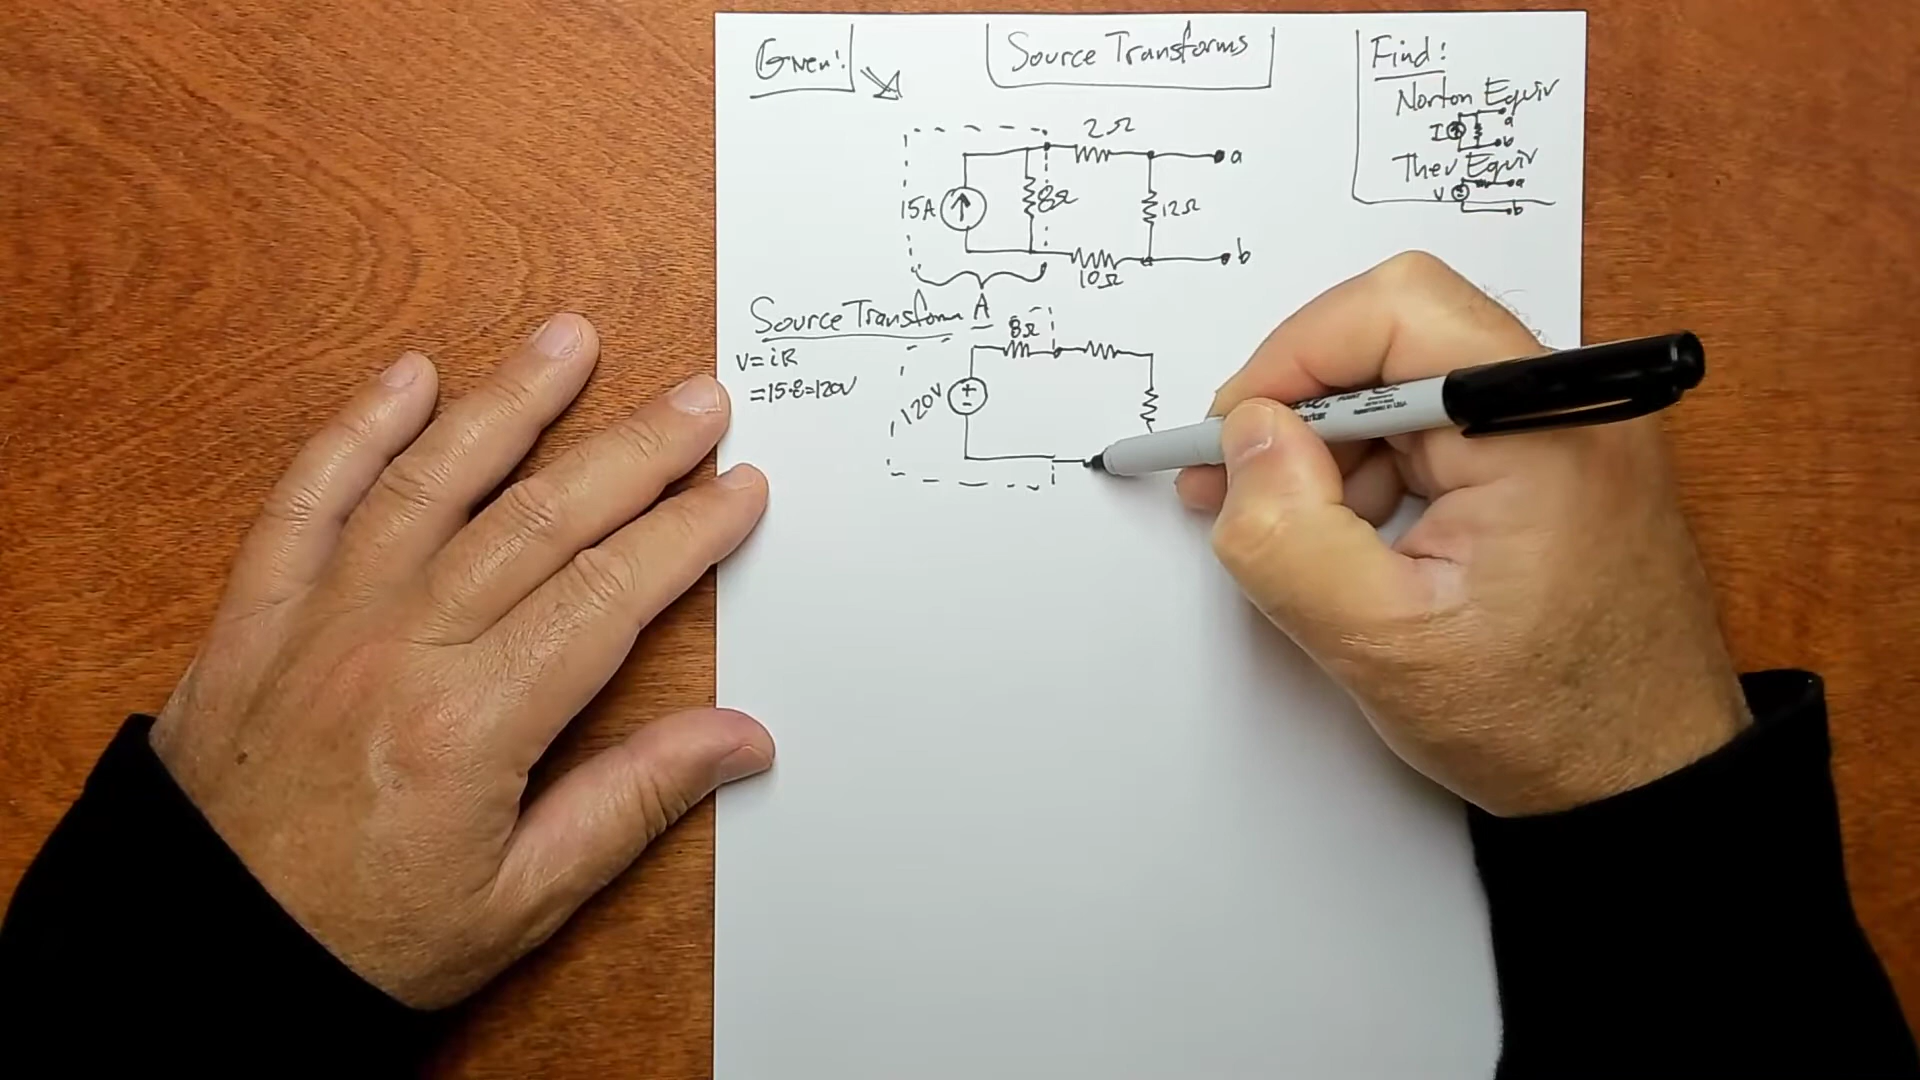 Given:
Source Transforms
Find:
Norton Equiv
I
a
b
Thev Equiv
V
a
b
2Ω
a
15A
8Ω
12Ω
b
10Ω
Source Transform A
8Ω
V=iR
=15·8=120V
120V
+
-